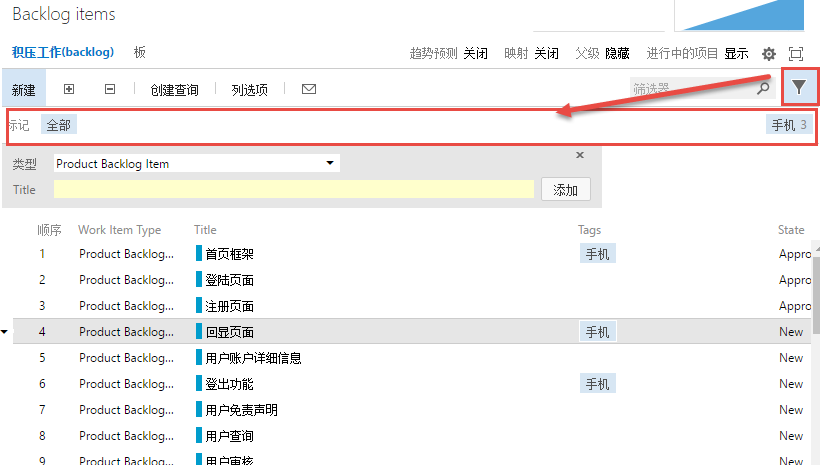 Backlog items
积压工作(backlog) 板 趋势预测 关闭 映射 关闭 父级 隐藏 进行中的项目 显示
新建 创建查询 列选项 筛选器
标记 全部 手机 3
类型 Product Backlog Item
Title 添加
顺序 Work Item Type Title Tags State
1 Product Backlog... 首页框架 手机 Appro
2 Product Backlog... 登陆页面 Appro
3 Product Backlog... 注册页面 Appro
4 Product Backlog... 回显页面 手机 New
5 Product Backlog... 用户账户详细信息 New
6 Product Backlog... 登出功能 手机 New
7 Product Backlog... 用户免责声明 New
8 Product Backlog... 用户查询 New
9 Product Backlog... 用户审核 New